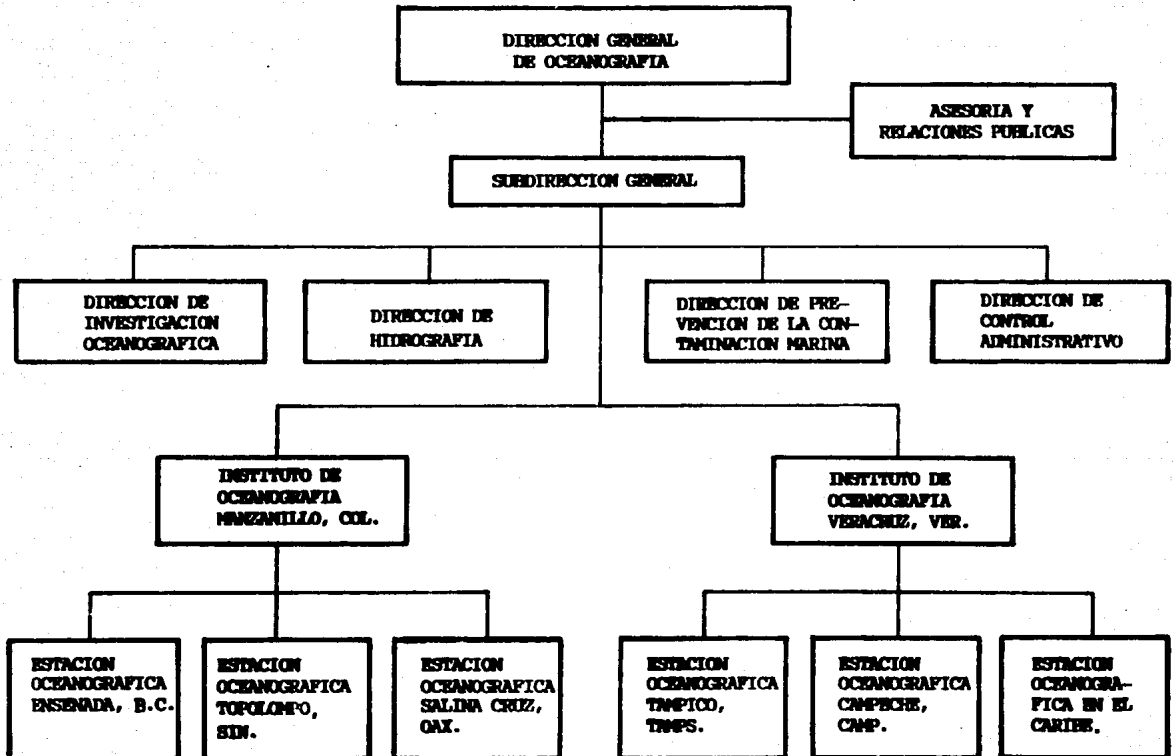 DIRECCION GENERAL
DE OCEANOGRAFIA
ASESORIA Y
RELACIONES PUBLICAS
SUBDIRECCION GENERAL
DIRECCION DE
INVESTIGACION
OCEANOGRAFICA
DIRECCION DE
HIDROGRAFIA
DIRECCION DE PRE-
VENCION DE LA CON-
TAMINACION MARINA
DIRECCION DE
CONTROL
ADMINISTRATIVO
INSTITUTO DE
OCEANOGRAFIA
MANZANILLO, COL.
INSTITUTO DE
OCEANOGRAFIA
VERACRUZ, VER.
ESTACION
OCEANOGRAFICA
ENSENADA, B.C.
ESTACION
OCEANOGRAFICA
TOPOLOMPO,
SIN.
ESTACION
OCEANOGRAFICA
SALINA CRUZ,
OAX.
ESTACION
OCEANOGRAFICA
TAMPICO,
TAMPS.
ESTACION
OCEANOGRAFICA
CAMPECHE,
CAMP.
ESTACION
OCEANOGRA-
FICA EN EL
CARIBE.